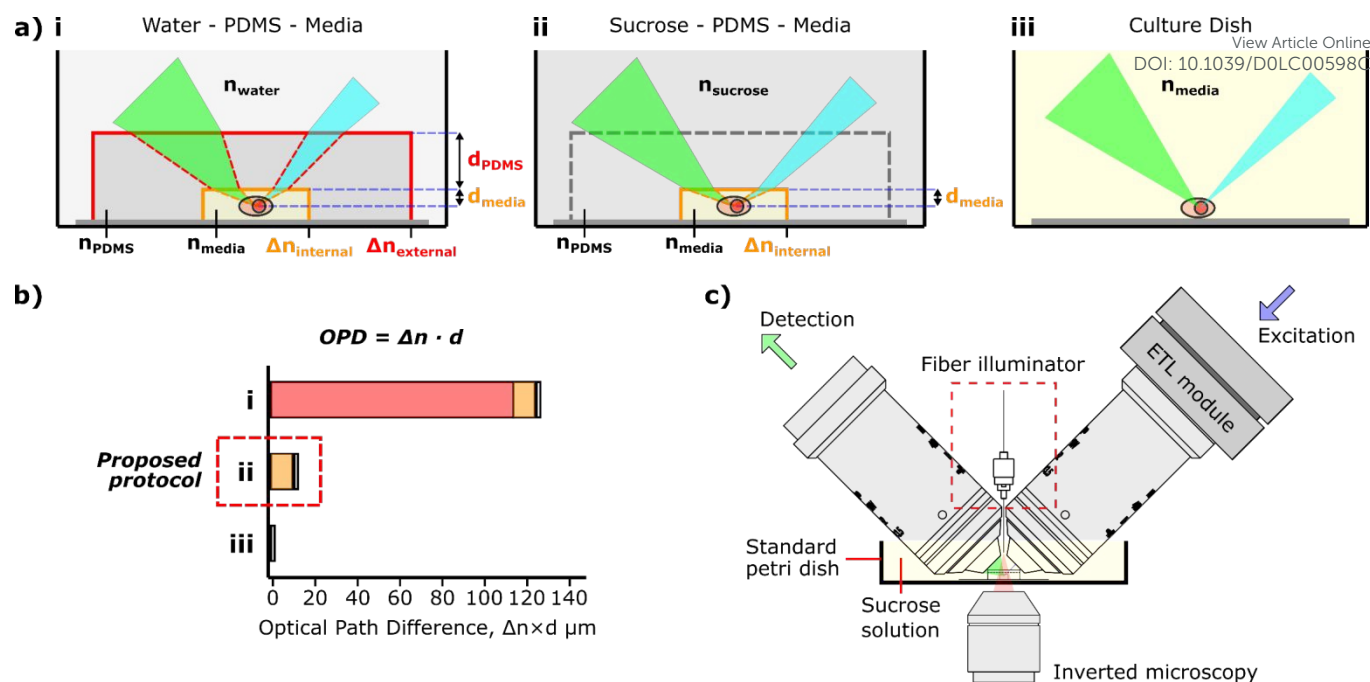 a) i Water - PDMS - Media
ii Sucrose - PDMS - Media
iii Culture Dish
View Article Online
DOI: 10.1039/D0LC00598C
n_water
n_sucrose
n_media
d_PDMS
d_media
d_media
n_PDMS n_media Δn_internal Δn_external
n_PDMS n_media Δn_internal
b)
OPD = Δn · d
i
Proposed
protocol
ii
iii
0 20 40 60 80 100 120 140
Optical Path Difference, Δn×d μm
c)
Detection
Excitation
ETL module
Fiber illuminator
Standard
petri dish
Sucrose
solution
Inverted microscopy